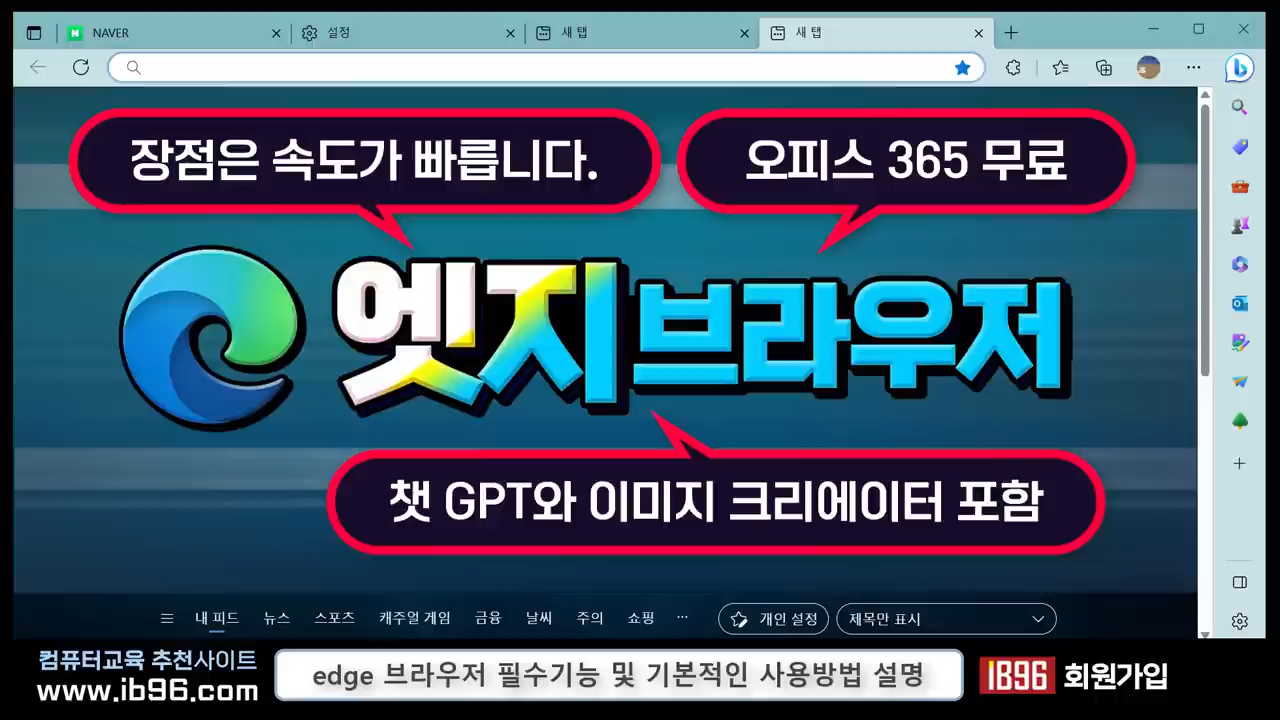 NAVER
설정
새 탭
새 탭
장점은 속도가 빠릅니다.
오피스 365 무료
엣지브라우저
챗 GPT와 이미지 크리에이터 포함
내 피드 뉴스 스포츠 캐주얼 게임 금융 날씨 주의 쇼핑 ... 개인 설정 제목만 표시
컴퓨터교육 추천사이트
www.ib96.com
edge 브라우저 필수기능 및 기본적인 사용방법 설명
IB96 회원가입